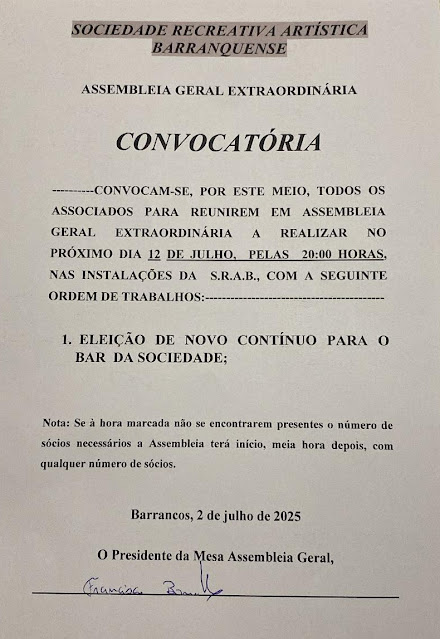 SOCIEDADE RECREATIVA ARTÍSTICA
BARRANQUENSE
ASSEMBLEIA GERAL EXTRAORDINÁRIA
CONVOCATÓRIA
----------CONVOCAM-SE, POR ESTE MEIO, TODOS OS
ASSOCIADOS PARA REUNIREM EM ASSEMBLEIA
GERAL EXTRAORDINÁRIA A REALIZAR NO
PRÓXIMO DIA 12 DE JULHO, PELAS 20:00 HORAS,
NAS INSTALAÇÕES DA S.R.A.B., COM A SEGUINTE
ORDEM DE TRABALHOS:------------------------------------------
1. ELEIÇÃO DE NOVO CONTÍNUO PARA O
BAR DA SOCIEDADE;
Nota: Se à hora marcada não se encontrarem presentes o número de
sócios necessários a Assembleia terá início, meia hora depois, com
qualquer número de sócios.
Barrancos, 2 de julho de 2025
O Presidente da Mesa Assembleia Geral,